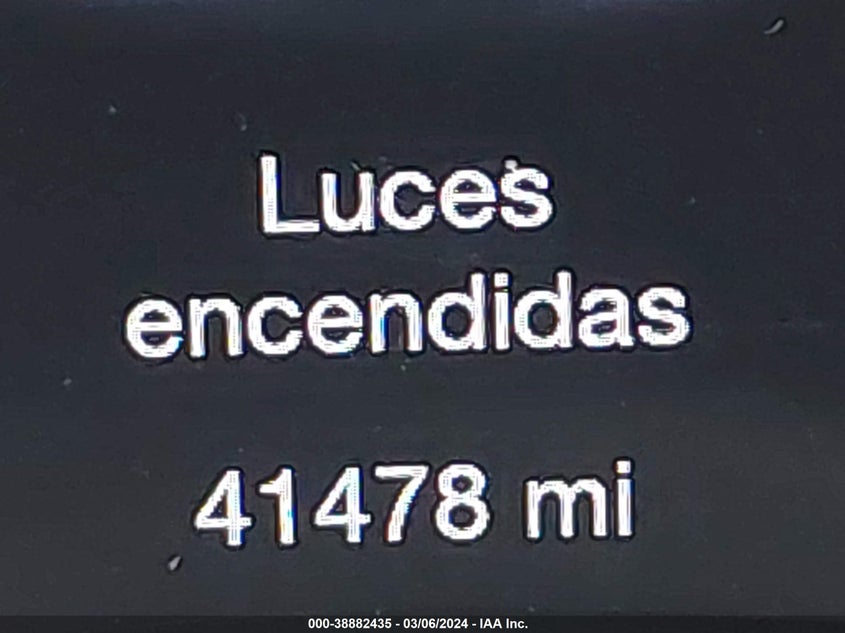 Luces
encendidas
41478 mi
000-38882435 - 03/06/2024 - IAA Inc.